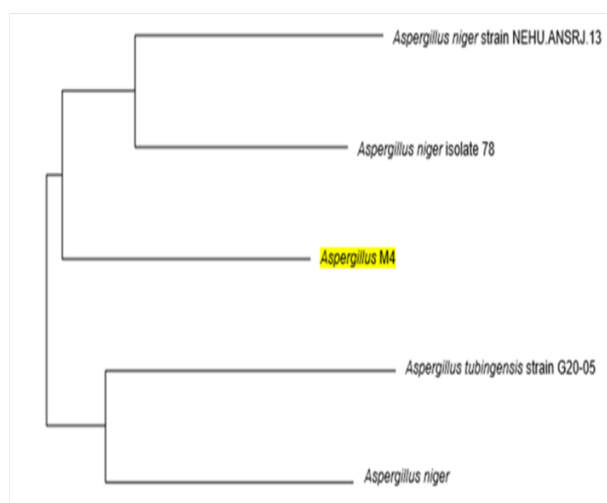 Aspergillus niger strain NEHU.ANSRJ.13
Aspergillus niger isolate 78
Aspergillus M4
Aspergillus tubingensis strain G20-05
Aspergillus niger